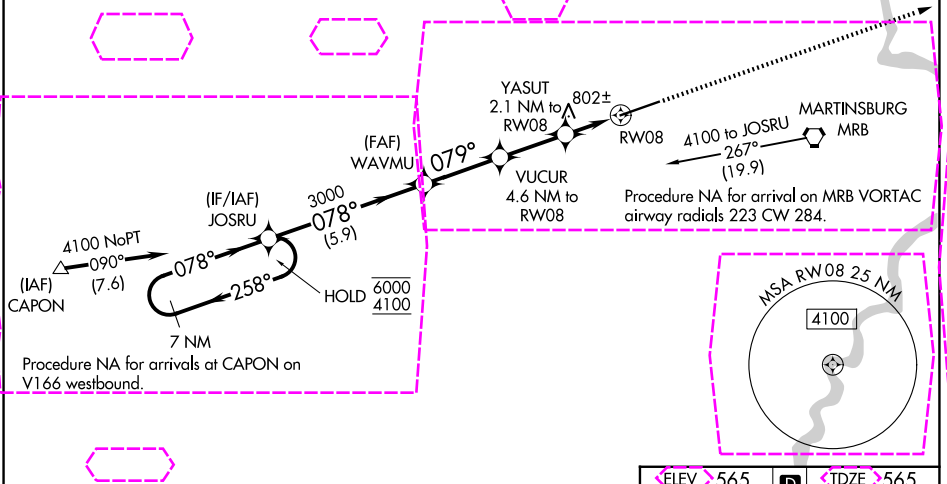 YASUT
2.1 NM to
RW08
802±
RW08
MARTINSBURG
MRB
4100 to JOSRU
267°
(19.9)
(FAF)
WAVMU
079°
VUCUR
4.6 NM to
RW08
Procedure NA for arrival on MRB VORTAC
airway radials 223 CW 284.
(IF/IAF)
JOSRU
3000
078°
(5.9)
4100 NoPT
090°
(7.6)
(IAF)
CAPON
078°
258°
HOLD
6000
4100
7 NM
Procedure NA for arrivals at CAPON on
V166 westbound.
MSA RW08 25 NM
4100
ELEV 565
D
TDZE 565